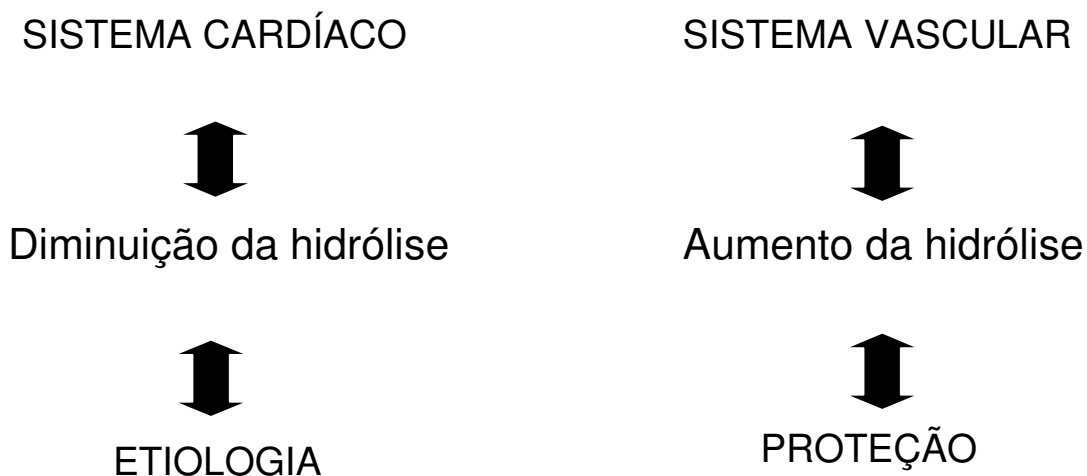 SISTEMA CARDÍACO
SISTEMA VASCULAR
Diminuição da hidrólise
Aumento da hidrólise
ETIOLOGIA
PROTEÇÃO